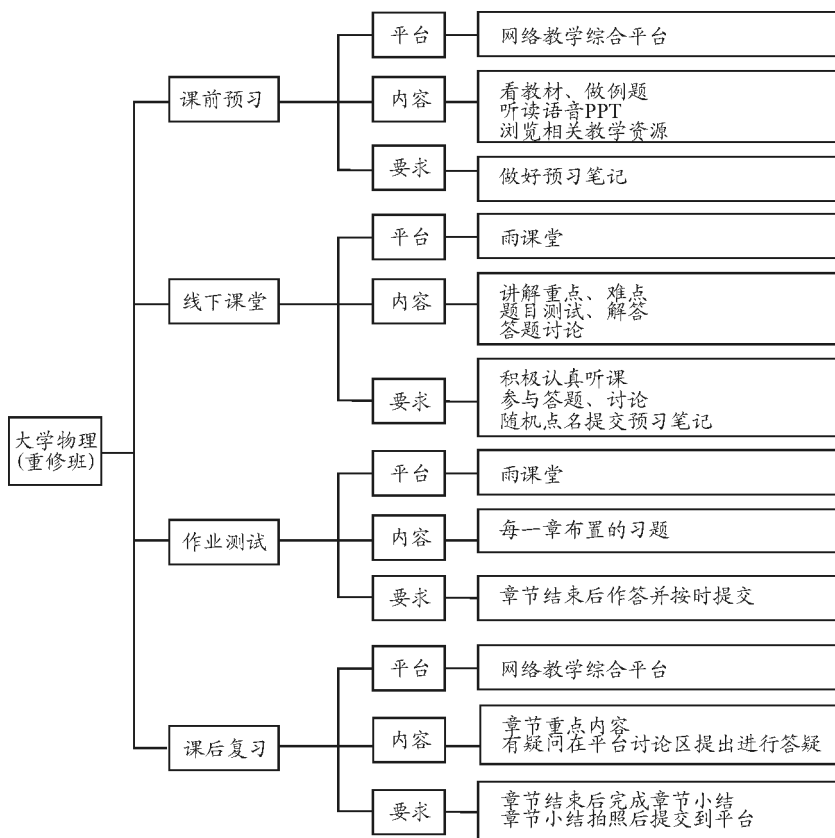 大学物理
(重修班)
课前预习
平台
网络教学综合平台
内容
看教材、做例题
听读语音PPT
浏览相关教学资源
要求
做好预习笔记
线下课堂
平台
雨课堂
内容
讲解重点、难点
题目测试、解答
答题讨论
要求
积极认真听课
参与答题、讨论
随机点名提交预习笔记
作业测试
平台
雨课堂
内容
每一章布置的习题
要求
章节结束后作答并按时提交
课后复习
平台
网络教学综合平台
内容
章节重点内容
有疑问在平台讨论区提出进行答疑
要求
章节结束后完成章节小结
章节小结拍照后提交到平台